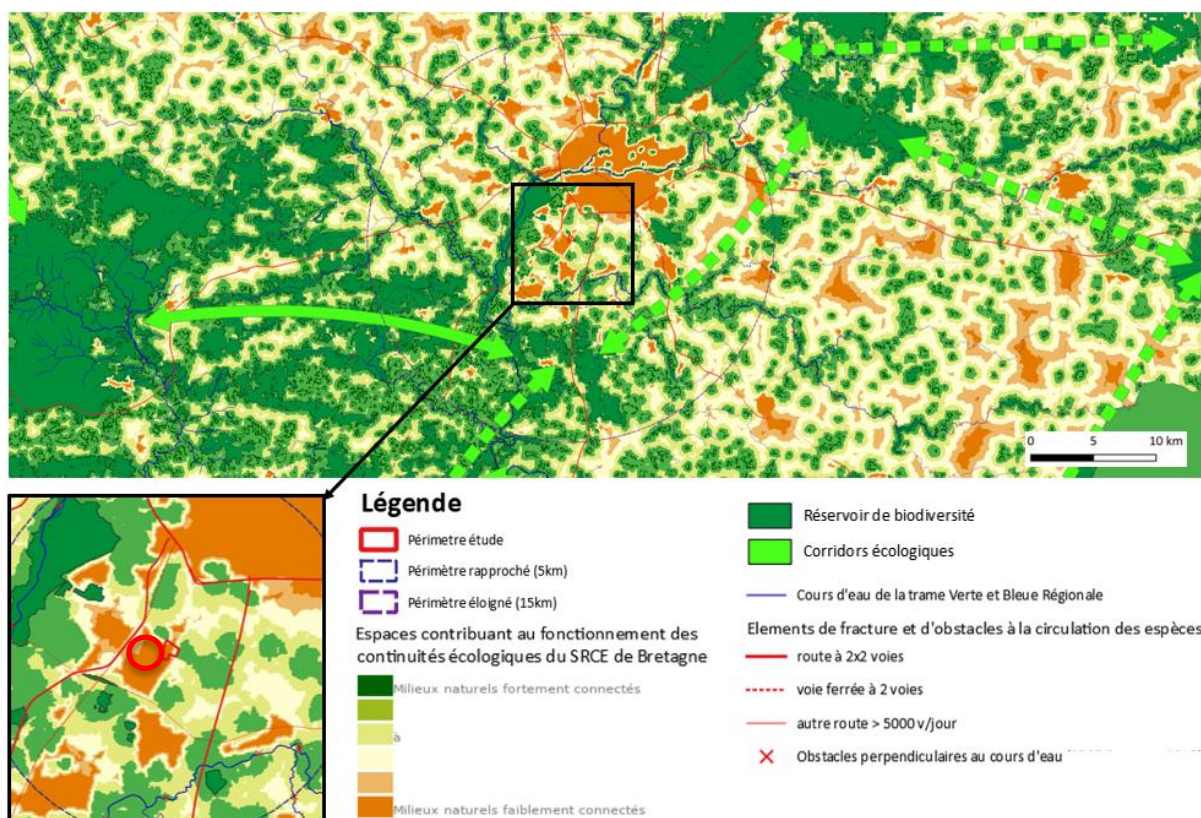 0 5 10 km
Légende
Périmetre étude
Périmètre rapproché (5km)
Périmètre éloigné (15km)
Espaces contribuant au fonctionnement des
continuités écologiques du SRCE de Bretagne
Milieux naturels fortement connectés
à
Milieux naturels faiblement connectés
Réservoir de biodiversité
Corridors écologiques
Cours d'eau de la trame Verte et Bleue Régionale
Elements de fracture et d'obstacles à la circulation des espèces
route à 2x2 voies
voie ferrée à 2 voies
autre route > 5000 v/jour
Obstacles perpendiculaires au cours d'eau